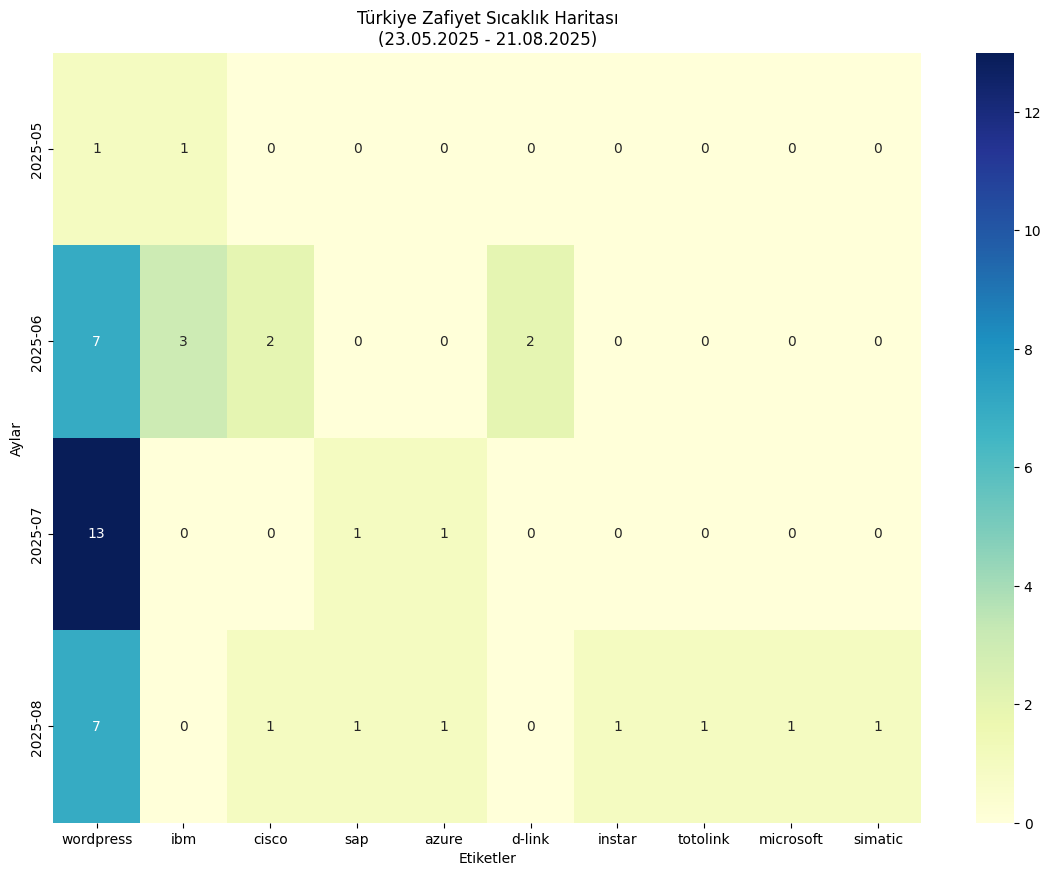 Türkiye Zafiyet Sıcaklık Haritası
(23.05.2025 - 21.08.2025)
Aylar
2025-05
1 1 0 0 0 0 0 0 0 0
2025-06
7 3 2 0 0 2 0 0 0 0
2025-07
13 0 0 1 1 0 0 0 0 0
2025-08
7 0 1 1 1 0 1 1 1 1
wordpress ibm cisco sap azure d-link instar totolink microsoft simatic
Etiketler
12
10
8
6
4
2
0